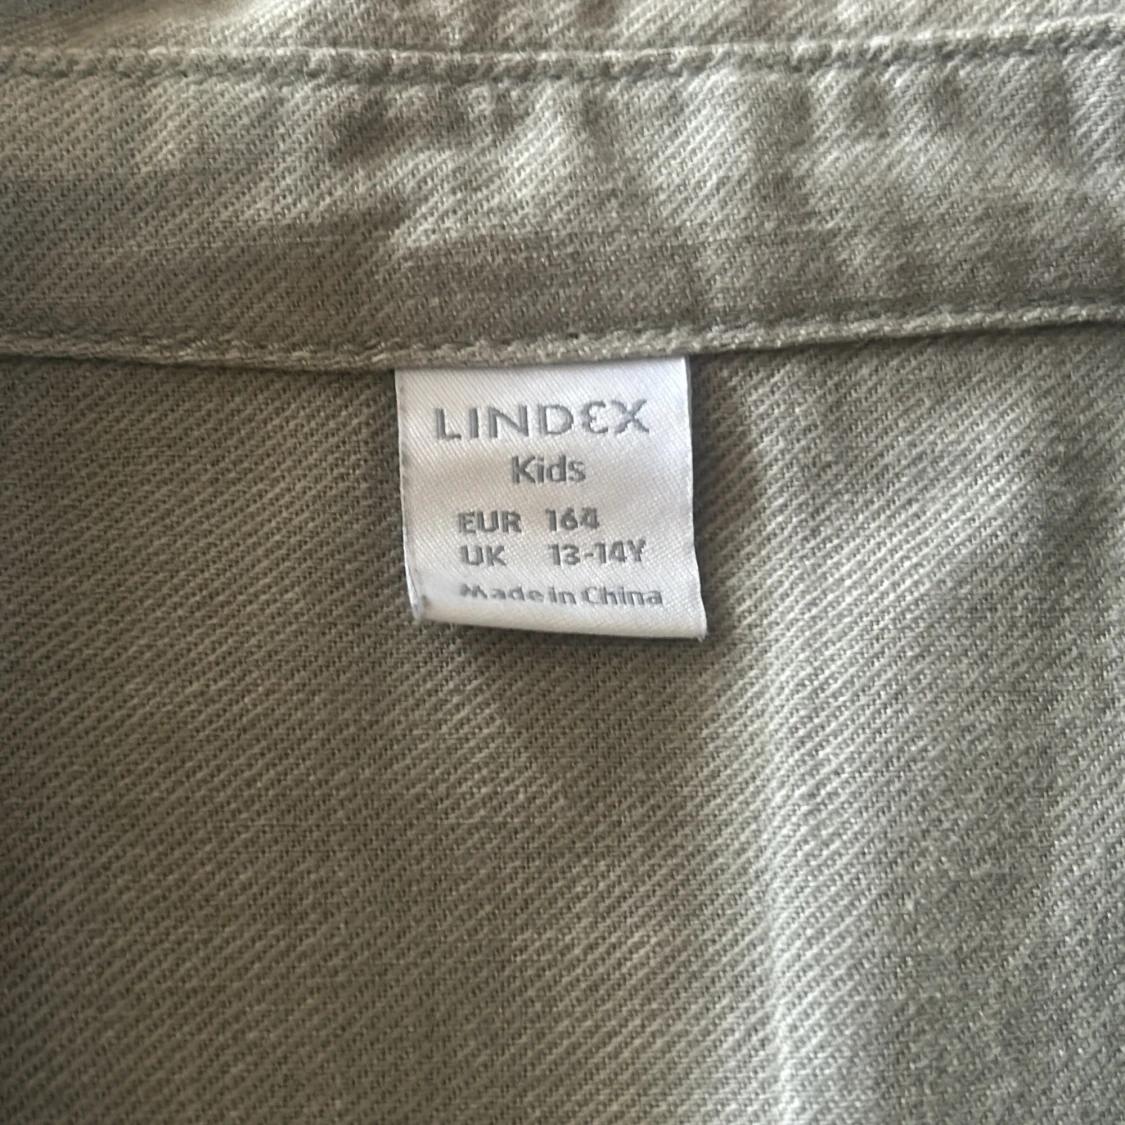 LINDEX
Kids
EUR 164
UK 13-14Y
Made in China